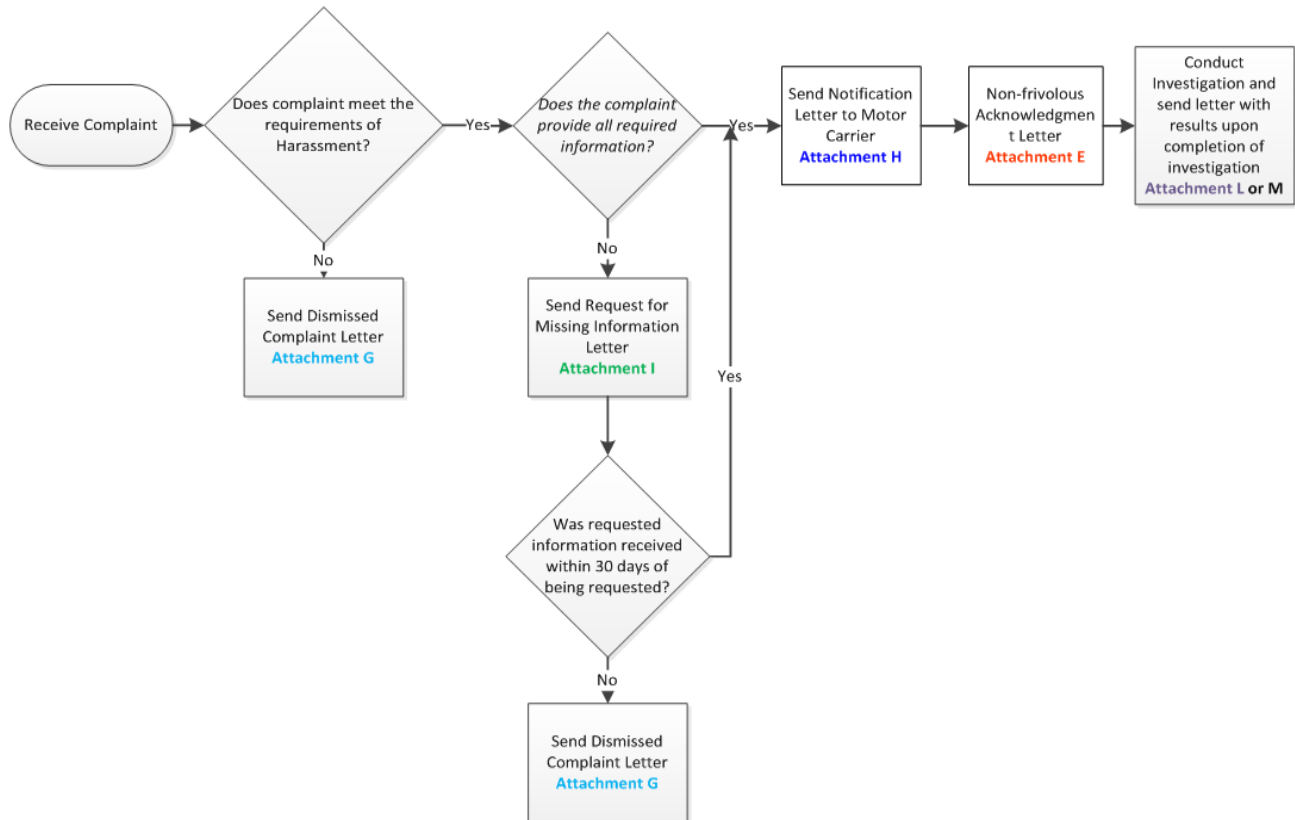 Receive Complaint
Does complaint meet the
requirements of
Harassment?
Yes
Does the complaint
provide all required
information?
Yes
Send Notification
Letter to Motor
Carrier
Attachment H
Non-frivolous
Acknowledgmen
t Letter
Attachment E
Conduct
Investigation and
send letter with
results upon
completion of
investigation
Attachment L or M
No
Send Dismissed
Complaint Letter
Attachment G
No
Send Request for
Missing Information
Letter
Attachment I
Yes
Was requested
information received
within 30 days of
being requested?
No
Send Dismissed
Complaint Letter
Attachment G